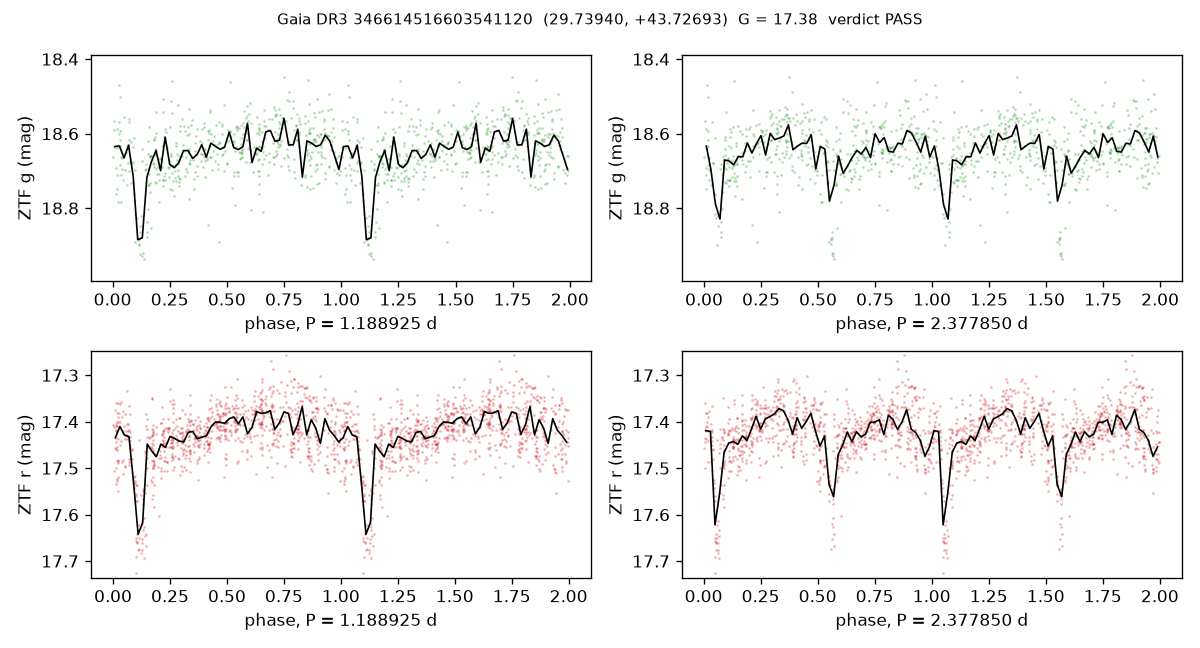 Gaia DR3 346614516603541120 (29.73940, +43.72693) G = 17.38 verdict PASS
18.4
18.6
18.8
ZTF g (mag)
0.00 0.25 0.50 0.75 1.00 1.25 1.50 1.75 2.00
phase, P = 1.188925 d
18.4
18.6
18.8
ZTF g (mag)
0.00 0.25 0.50 0.75 1.00 1.25 1.50 1.75 2.00
phase, P = 2.377850 d
17.3
17.4
17.5
17.6
17.7
ZTF r (mag)
0.00 0.25 0.50 0.75 1.00 1.25 1.50 1.75 2.00
phase, P = 1.188925 d
17.3
17.4
17.5
17.6
17.7
ZTF r (mag)
0.00 0.25 0.50 0.75 1.00 1.25 1.50 1.75 2.00
phase, P = 2.377850 d